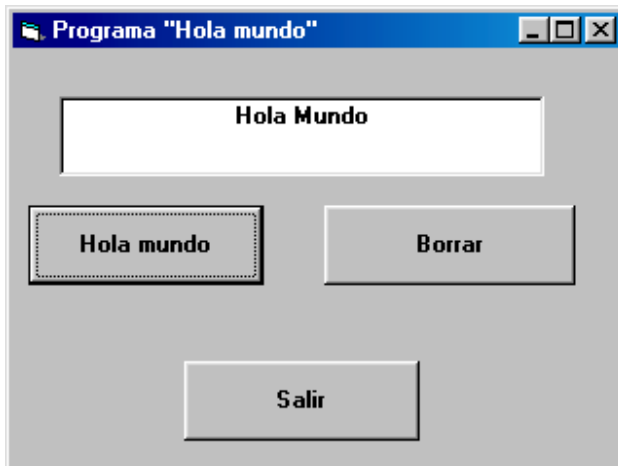 Programa "Hola mundo"
Hola Mundo
Hola mundo
Borrar
Salir